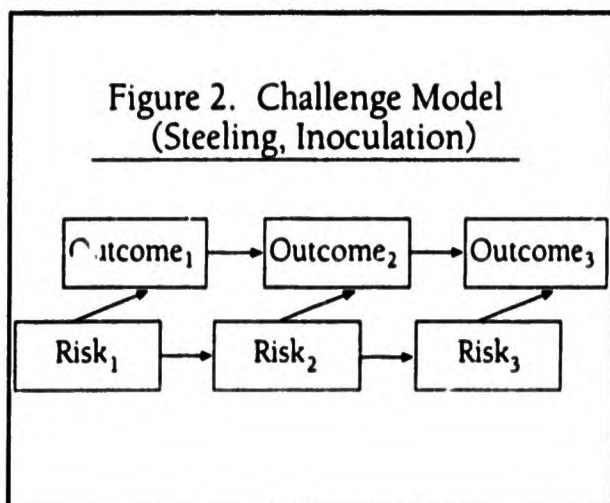 Figure 2. Challenge Model
(Steeling, Inoculation)
Outcome₁
Outcome₂
Outcome₃
Risk₁
Risk₂
Risk₃